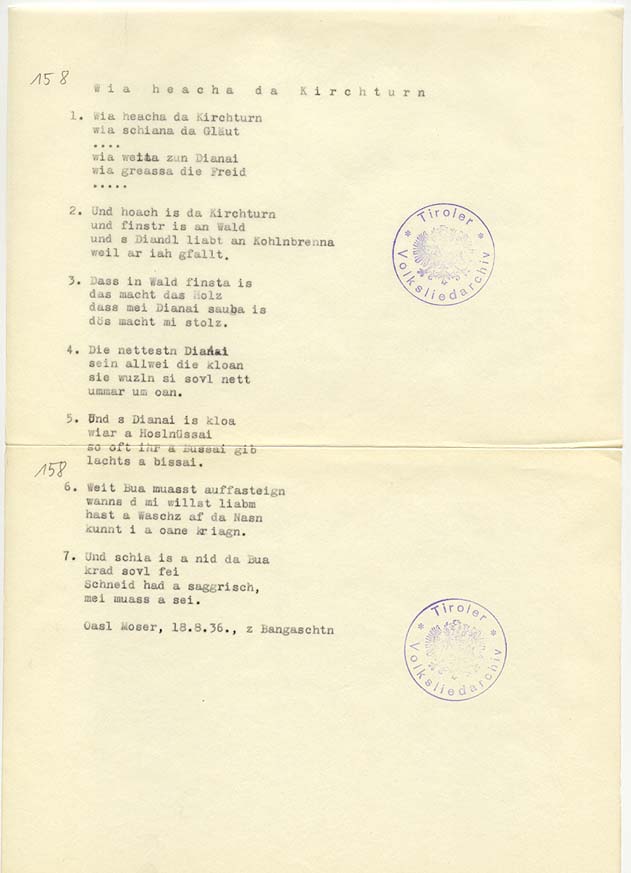 158
Wia heacha da Kirchturn
1. Wia heacha da Kirchturn
wia schiana da Gläut
....
wia weita zun Dianai
wia greassa die Freid
.....
2. Und hoach is da Kirchturn
und finstr is an Wald
und s Diandl liabt an Kohlnbrenna
weil ar iah gfallt.
Tiroler
* Volksliedarchiv *
3. Dass in Wald finsta is
das macht das Holz
dass mei Dianai sauba is
dös macht mi stolz.
4. Die nettestn Dianai
sein allwei die kloan
sie wuzln si sovl nett
ummar um oan.
5. Und s Dianai is kloa
wiar a Hoslnüssai
so oft ihr a Bussai gib
lachts a bissai.
158
6. Weit Bua muasst auffasteign
wanns d mi willst liabm
hast a Waschz af da Nasn
kunnt i a oane kriagn.
7. Und schia is a nid da Bua
krad sovl fei
Schneid had a saggrisch,
mei muass a sei.
Oasl Moser, 18.8.36., z Bangaschtn
Tiroler
* Volksliedarchiv *